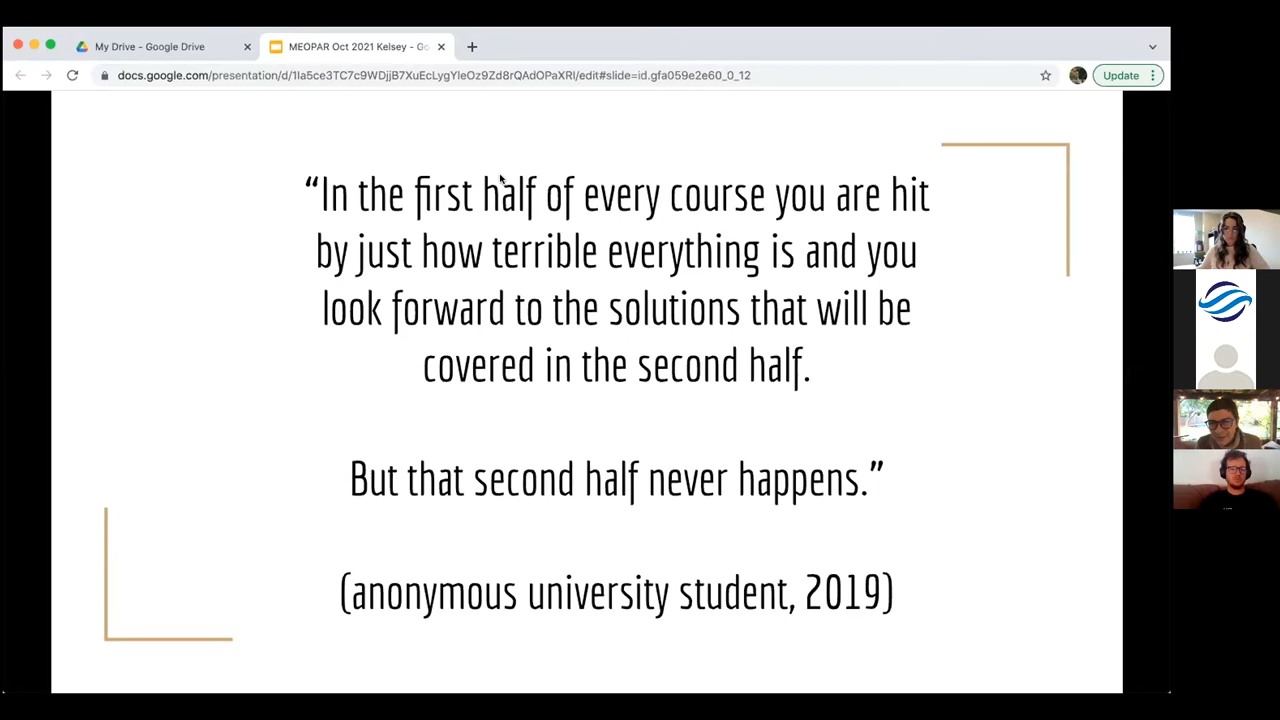 My Drive - Google Drive
MEOPAR Oct 2021 Kelsey - Go
docs.google.com/presentation/d/1Ia5ce3TC7c9WDjjB7XuEcLygYleOz9Zd8rQAdOPaXRI/edit#slide=id.gfa059e2e60_0_12
Update
“In the first half of every course you are hit
by just how terrible everything is and you
look forward to the solutions that will be
covered in the second half.
But that second half never happens.”
(anonymous university student, 2019)